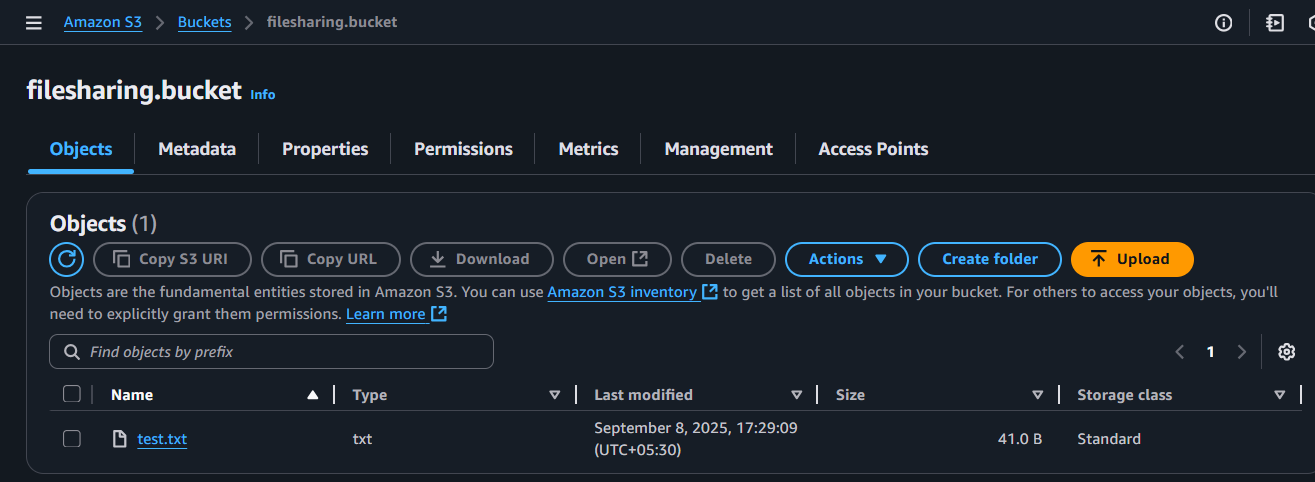 Amazon S3 > Buckets > filesharing.bucket
filesharing.bucket Info
Objects Metadata Properties Permissions Metrics Management Access Points
Objects (1)
Copy S3 URI Copy URL Download Open Delete Actions Create folder Upload
Objects are the fundamental entities stored in Amazon S3. You can use Amazon S3 inventory to get a list of all objects in your bucket. For others to access your objects, you'll
need to explicitly grant them permissions. Learn more
Find objects by prefix
1
Name Type Last modified Size Storage class
test.txt txt September 8, 2025, 17:29:09 41.0 B Standard
(UTC+05:30)